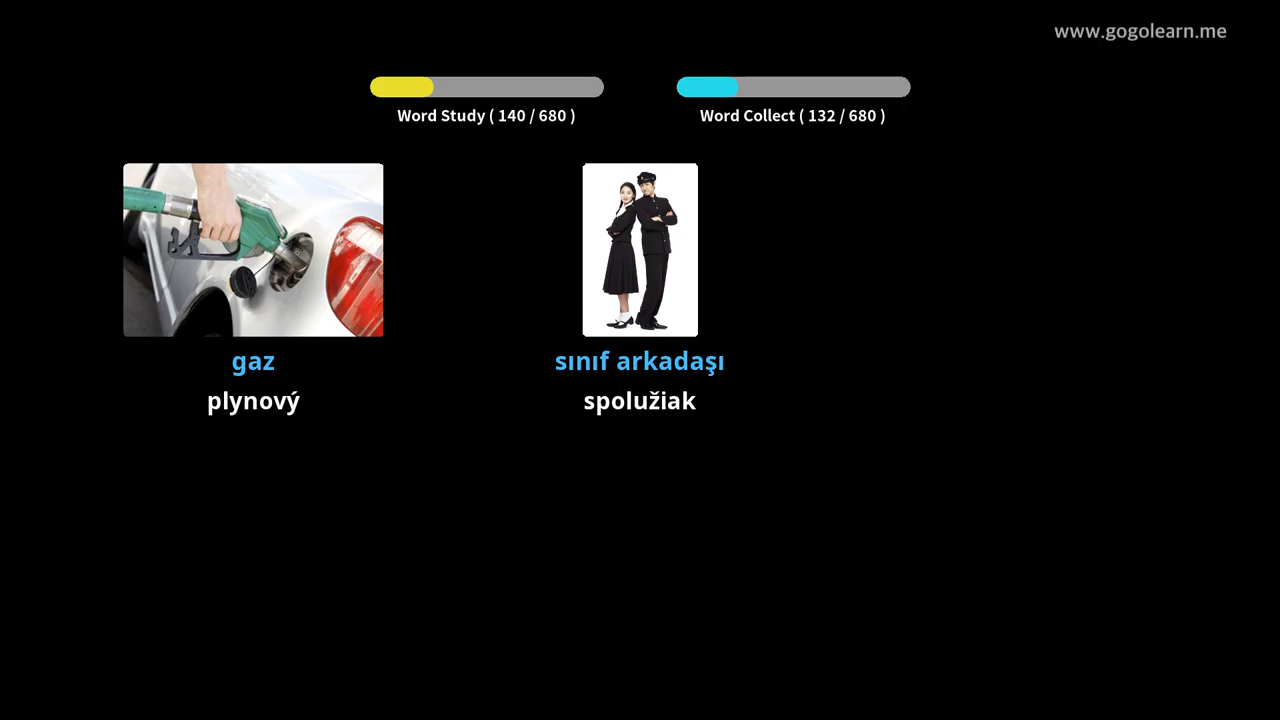 www.gogolearn.me
Word Study ( 140 / 680 )
Word Collect ( 132 / 680 )
gaz
plynový
sınıf arkadaşı
spolužiak